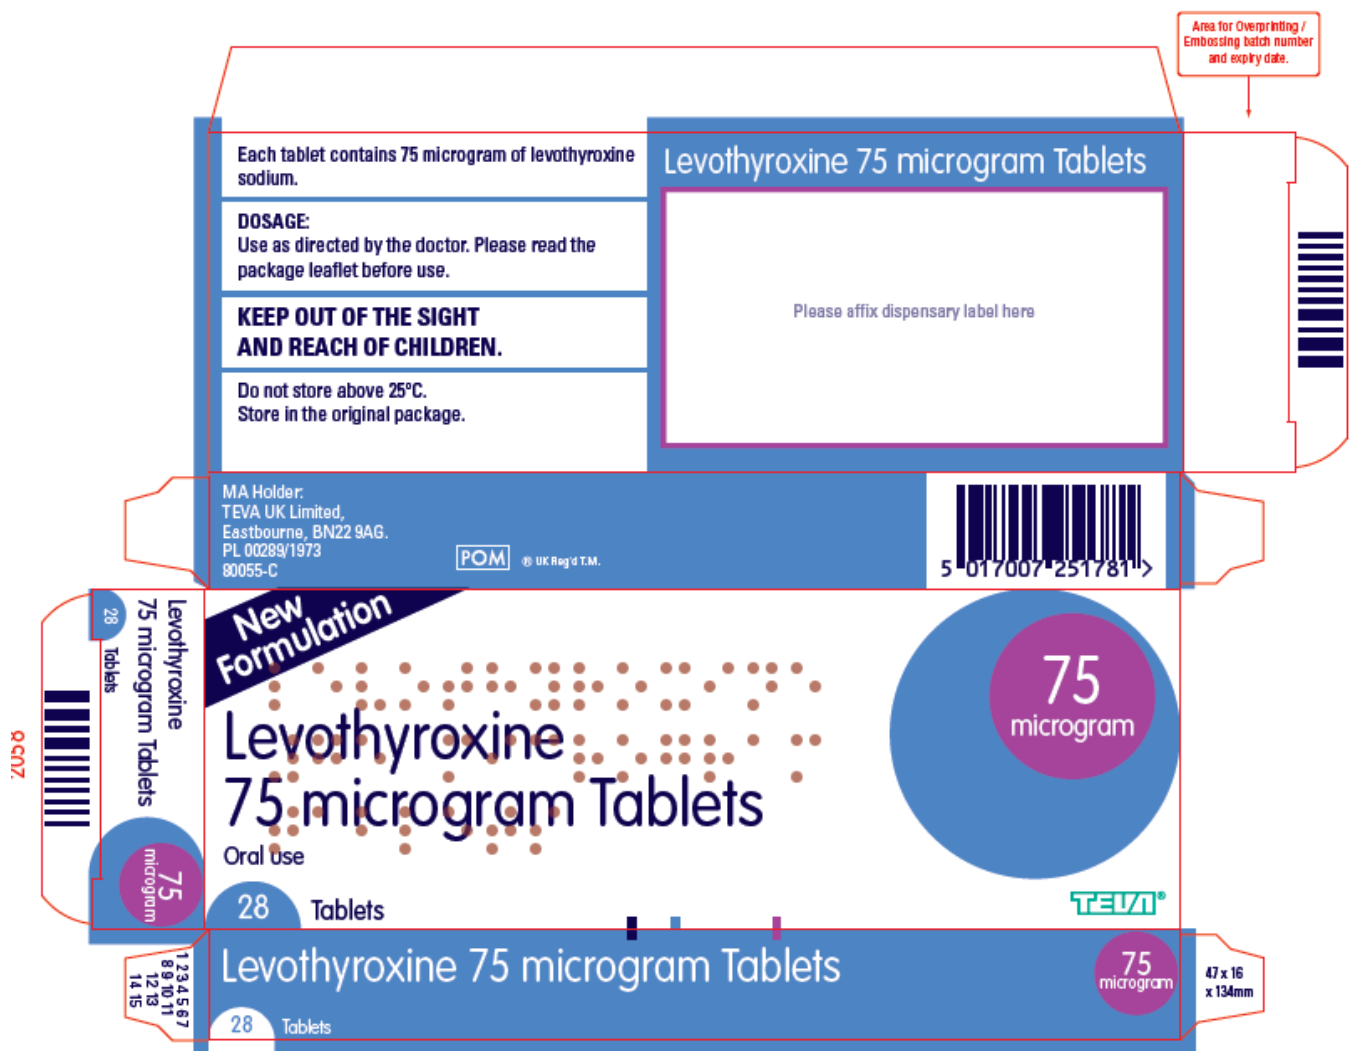 Area for Overprinting /
Embossing batch number
and expiry date.
Each tablet contains 75 microgram of levothyroxine
sodium.
DOSAGE:
Use as directed by the doctor. Please read the
package leaflet before use.
KEEP OUT OF THE SIGHT
AND REACH OF CHILDREN.
Do not store above 25°C.
Store in the original package.
Levothyroxine 75 microgram Tablets
Please affix dispensary label here
MA Holder:
TEVA UK Limited,
Eastbourne, BN22 9AG.
PL 00289/1973
80055-C
POM
® UK Reg'd T.M.
5 017007 251781 >
Levothyroxine
75 microgram Tablets
28
Tablets
75
microgram
New
Formulation
Levothyroxine
75 microgram Tablets
Oral use
28 Tablets
75
microgram
TEVA®
Levothyroxine 75 microgram Tablets
28 Tablets
75
microgram
1 2 3 4 5 6 7
8 9 10 11
12 13
14 15
47 x 16
x 134mm